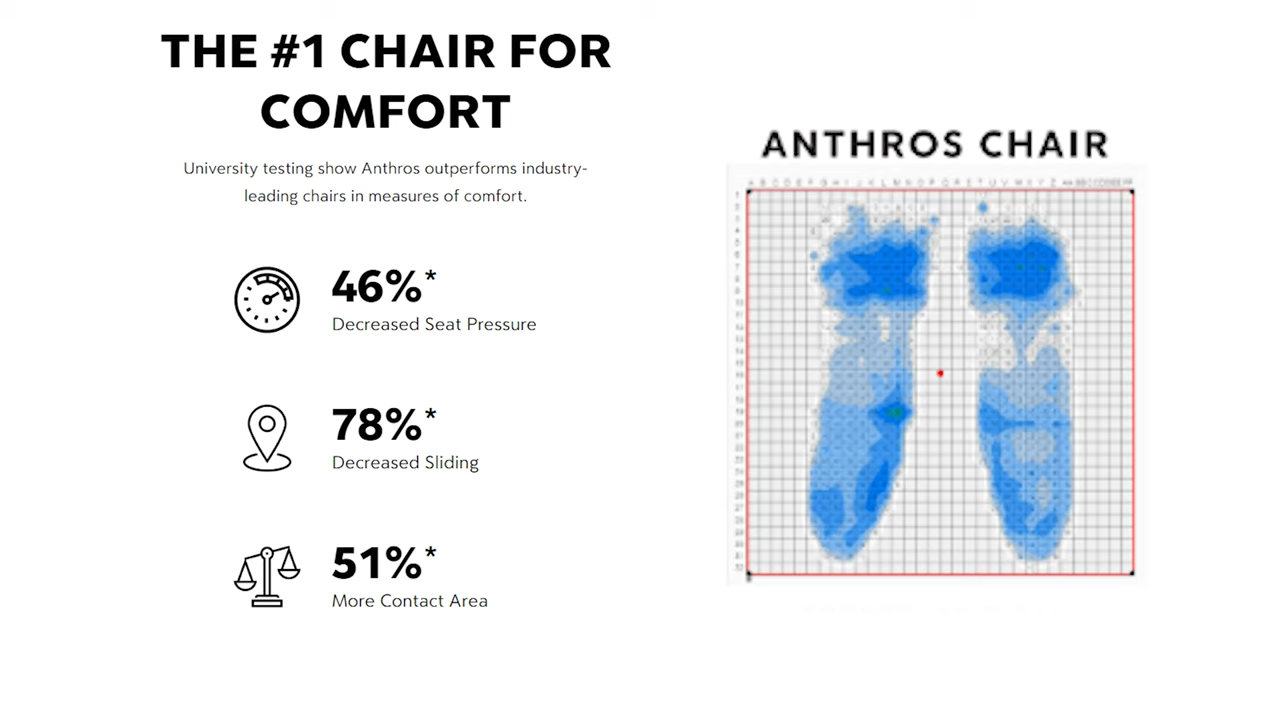 THE #1 CHAIR FOR
COMFORT
University testing show Anthros outperforms industry-
leading chairs in measures of comfort.
46%*
Decreased Seat Pressure
78%*
Decreased Sliding
51%*
More Contact Area
ANTHROS CHAIR